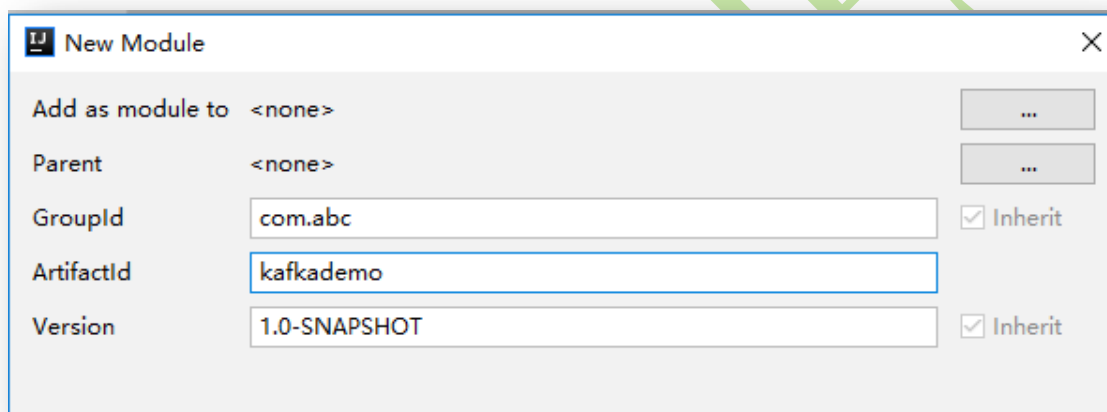 IJ New Module
Add as module to <none> ...
Parent <none> ...
GroupId com.abc Inherit
ArtifactId kafkademo
Version 1.0-SNAPSHOT Inherit